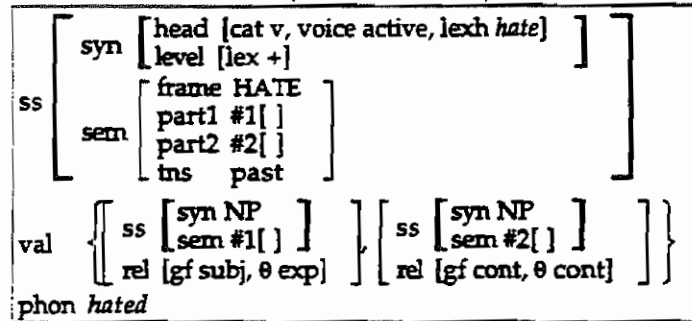 head [cat v, voice active, lexh hate]
syn
level [lex +]
ss
frame HATE
part1 #1[ ]
sem
part2 #2[ ]
tns past
syn NP syn NP
ss ss
sem #1[ ] , sem #2[ ]
val { }
rel [gf subj, θ exp] rel [gf cont, θ cont]
phon hated